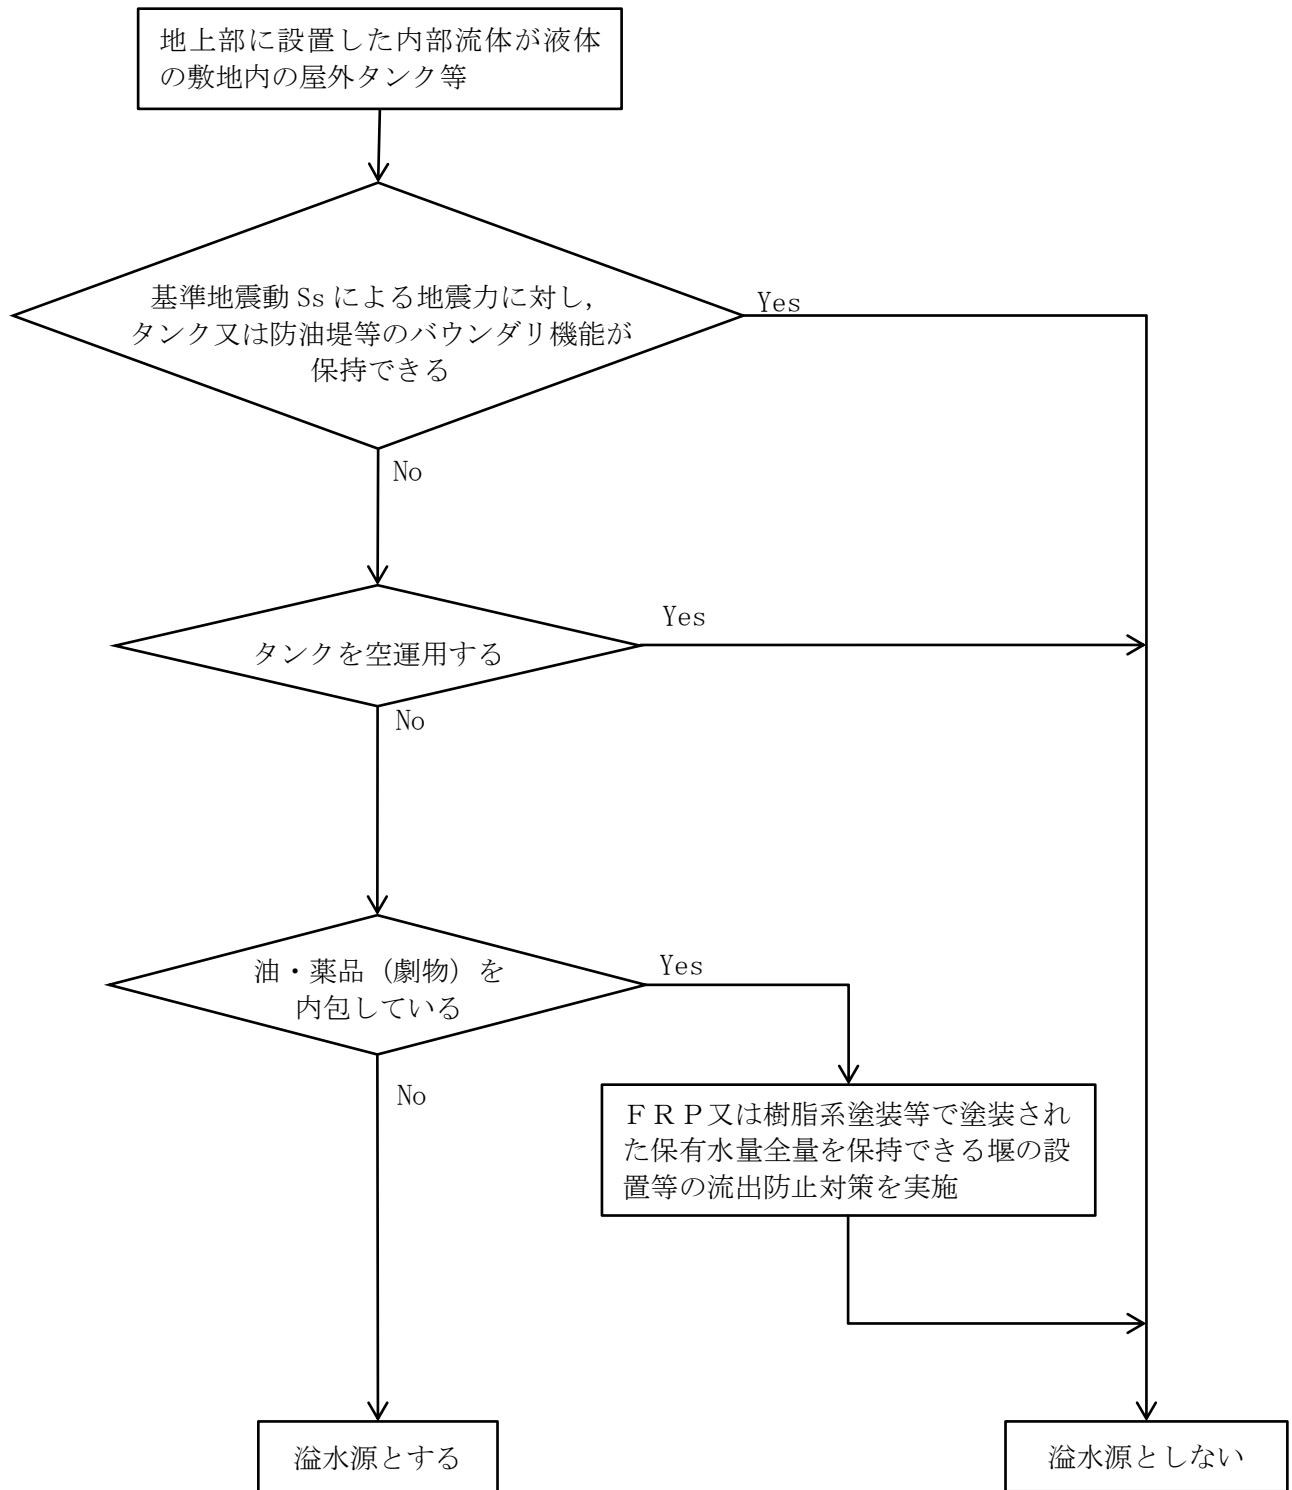 地上部に設置した内部流体が液体
の敷地内の屋外タンク等
基準地震動 Ss による地震力に対し,
タンク又は防油堤等のバウンダリ機能が
保持できる
Yes
No
タンクを空運用する
Yes
No
油・薬品（劇物）を
内包している
Yes
No
ＦＲＰ又は樹脂系塗装等で塗装され
た保有水量全量を保持できる堰の設
置等の流出防止対策を実施
溢水源とする
溢水源としない